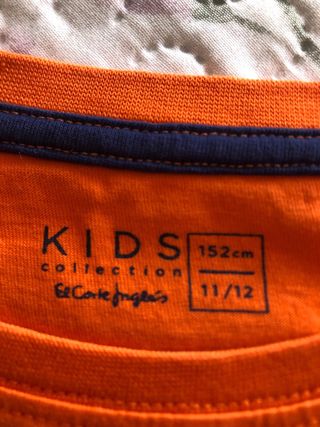 KIDS
collection
El Corte Inglés
152cm
11/12